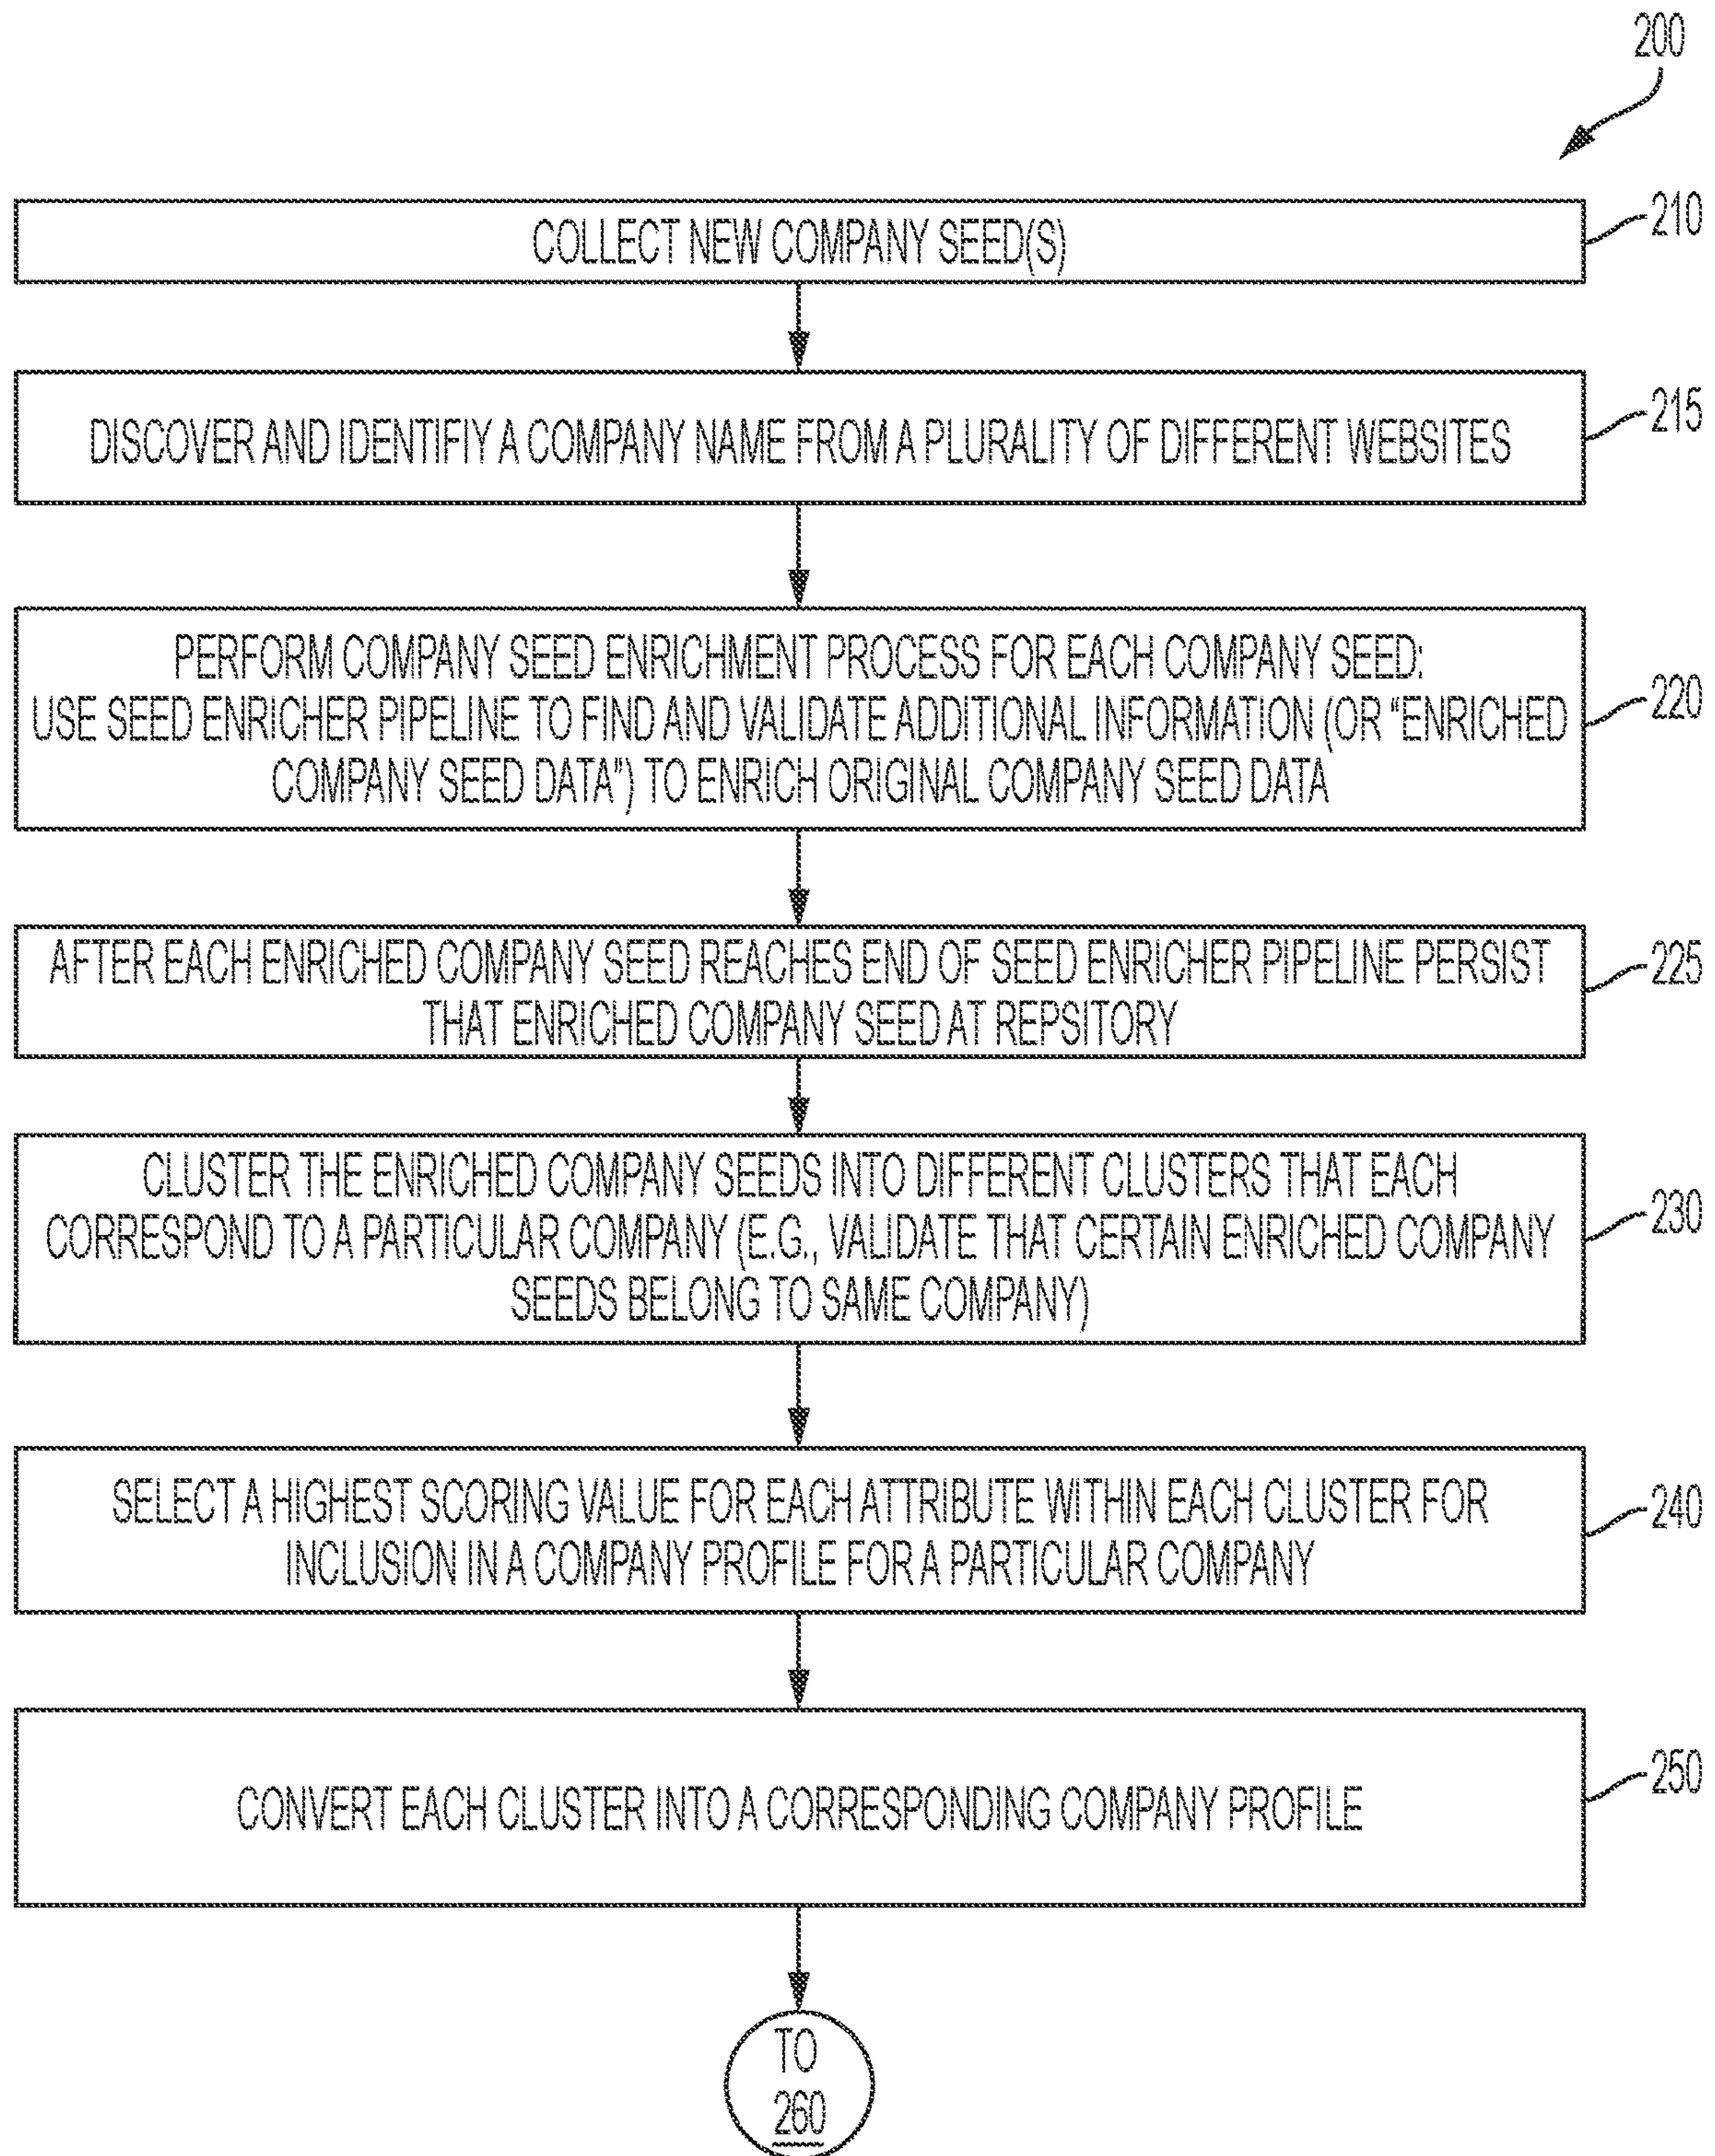 200
COLLECT NEW COMPANY SEED(S)
210
DISCOVER AND IDENTIFIY A COMPANY NAME FROM A PLURALITY OF DIFFERENT WEBSITES
215
PERFORM COMPANY SEED ENRICHMENT PROCESS FOR EACH COMPANY SEED:
USE SEED ENRICHER PIPELINE TO FIND AND VALIDATE ADDITIONAL INFORMATION (OR “ENRICHED
COMPANY SEED DATA”) TO ENRICH ORIGINAL COMPANY SEED DATA
220
AFTER EACH ENRICHED COMPANY SEED REACHES END OF SEED ENRICHER PIPELINE PERSIST
THAT ENRICHED COMPANY SEED AT REPSITORY
225
CLUSTER THE ENRICHED COMPANY SEEDS INTO DIFFERENT CLUSTERS THAT EACH
CORRESPOND TO A PARTICULAR COMPANY (E.G., VALIDATE THAT CERTAIN ENRICHED COMPANY
SEEDS BELONG TO SAME COMPANY)
230
SELECT A HIGHEST SCORING VALUE FOR EACH ATTRIBUTE WITHIN EACH CLUSTER FOR
INCLUSION IN A COMPANY PROFILE FOR A PARTICULAR COMPANY
240
CONVERT EACH CLUSTER INTO A CORRESPONDING COMPANY PROFILE
250
TO
260